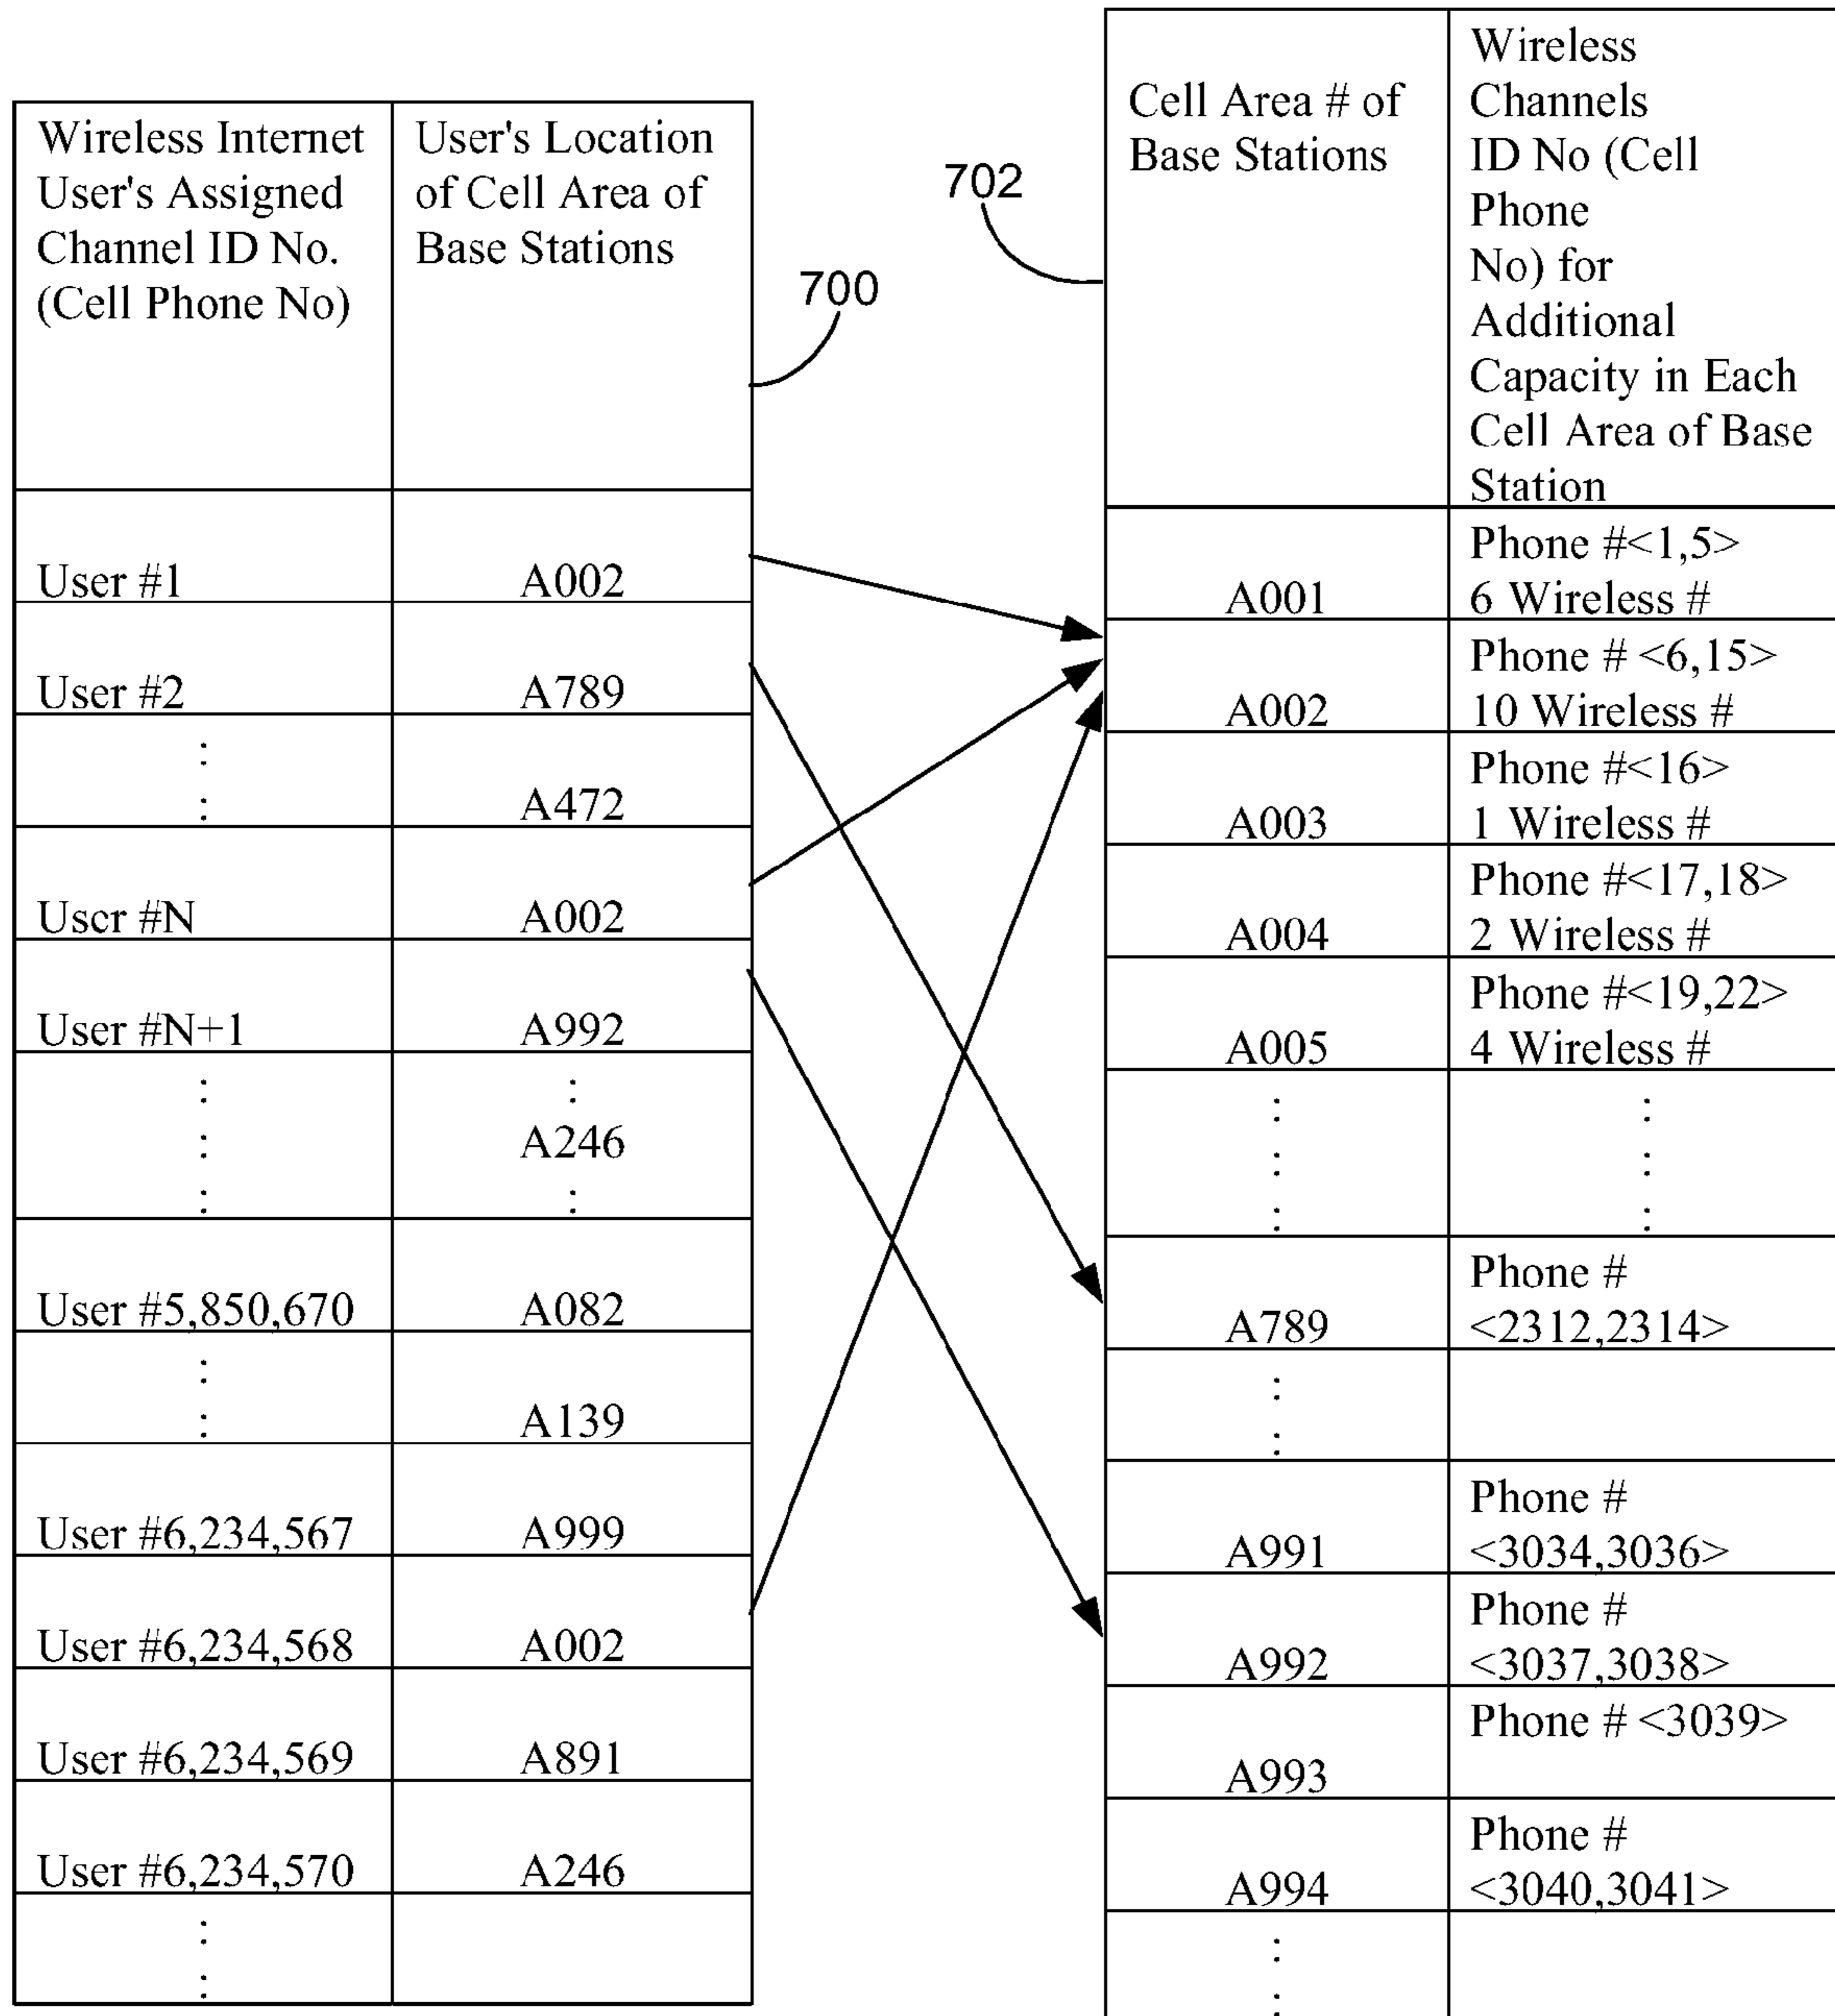 Wireless Internet
User's Assigned
Channel ID No.
(Cell Phone No)
User's Location
of Cell Area of
Base Stations
700
User #1
A002
User #2
A789
:
:
A472
User #N
A002
User #N+1
A992
:
:
:
:
A246
:
User #5,850,670
A082
:
:
A139
User #6,234,567
A999
User #6,234,568
A002
User #6,234,569
A891
User #6,234,570
A246
:
:
702
Cell Area # of
Base Stations
Wireless
Channels
ID No (Cell
Phone
No) for
Additional
Capacity in Each
Cell Area of Base
Station
A001
Phone #<1,5>
6 Wireless #
A002
Phone # <6,15>
10 Wireless #
A003
Phone #<16>
1 Wireless #
A004
Phone #<17,18>
2 Wireless #
A005
Phone #<19,22>
4 Wireless #
:
:
:
:
:
:
A789
Phone #
<2312,2314>
:
:
A991
Phone #
<3034,3036>
A992
Phone #
<3037,3038>
A993
Phone # <3039>
A994
Phone #
<3040,3041>
:
: